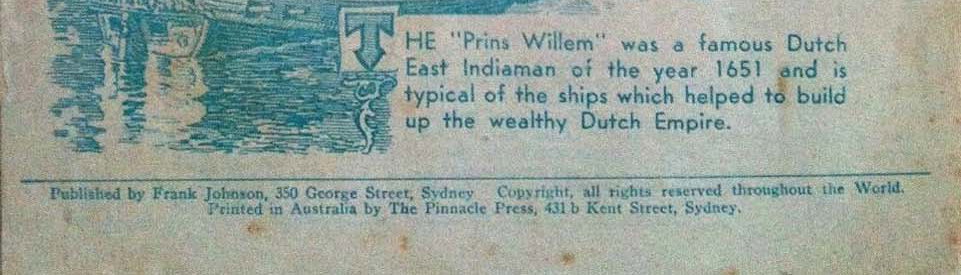 THE "Prins Willem" was a famous Dutch
East Indiaman of the year 1651 and is
typical of the ships which helped to build
up the wealthy Dutch Empire.
Published by Frank Johnson, 350 George Street, Sydney Copyright, all rights reserved throughout the World.
Printed in Australia by The Pinnacle Press, 431b Kent Street, Sydney.